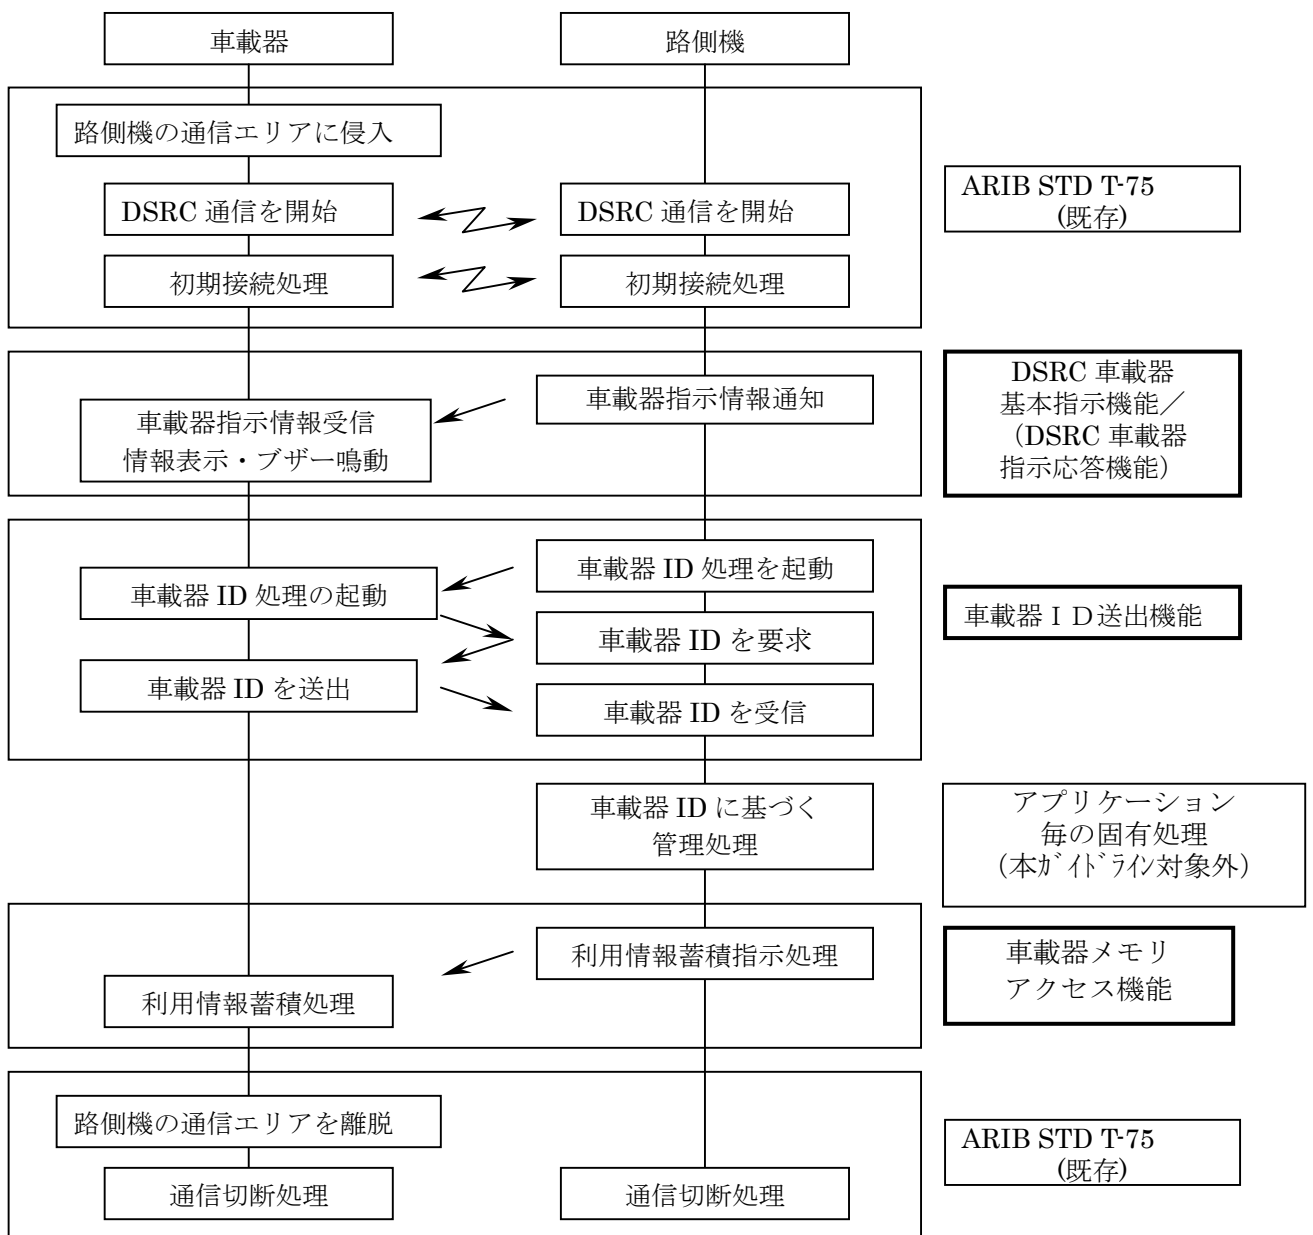 車載器
路側機
路側機の通信エリアに侵入
DSRC 通信を開始
DSRC 通信を開始
ARIB STD T-75
(既存)
初期接続処理
初期接続処理
車載器指示情報通知
車載器指示情報受信
情報表示・ブザー鳴動
DSRC 車載器
基本指示機能／
（DSRC 車載器
指示応答機能）
車載器 ID 処理を起動
車載器 ID 処理の起動
車載器 ID を要求
車載器ＩＤ送出機能
車載器 ID を送出
車載器 ID を受信
車載器 ID に基づく
管理処理
アプリケーション
毎の固有処理
（本ｶﾞｲﾄﾞﾗｲﾝ対象外）
利用情報蓄積指示処理
利用情報蓄積処理
車載器メモリ
アクセス機能
路側機の通信エリアを離脱
ARIB STD T-75
(既存)
通信切断処理
通信切断処理